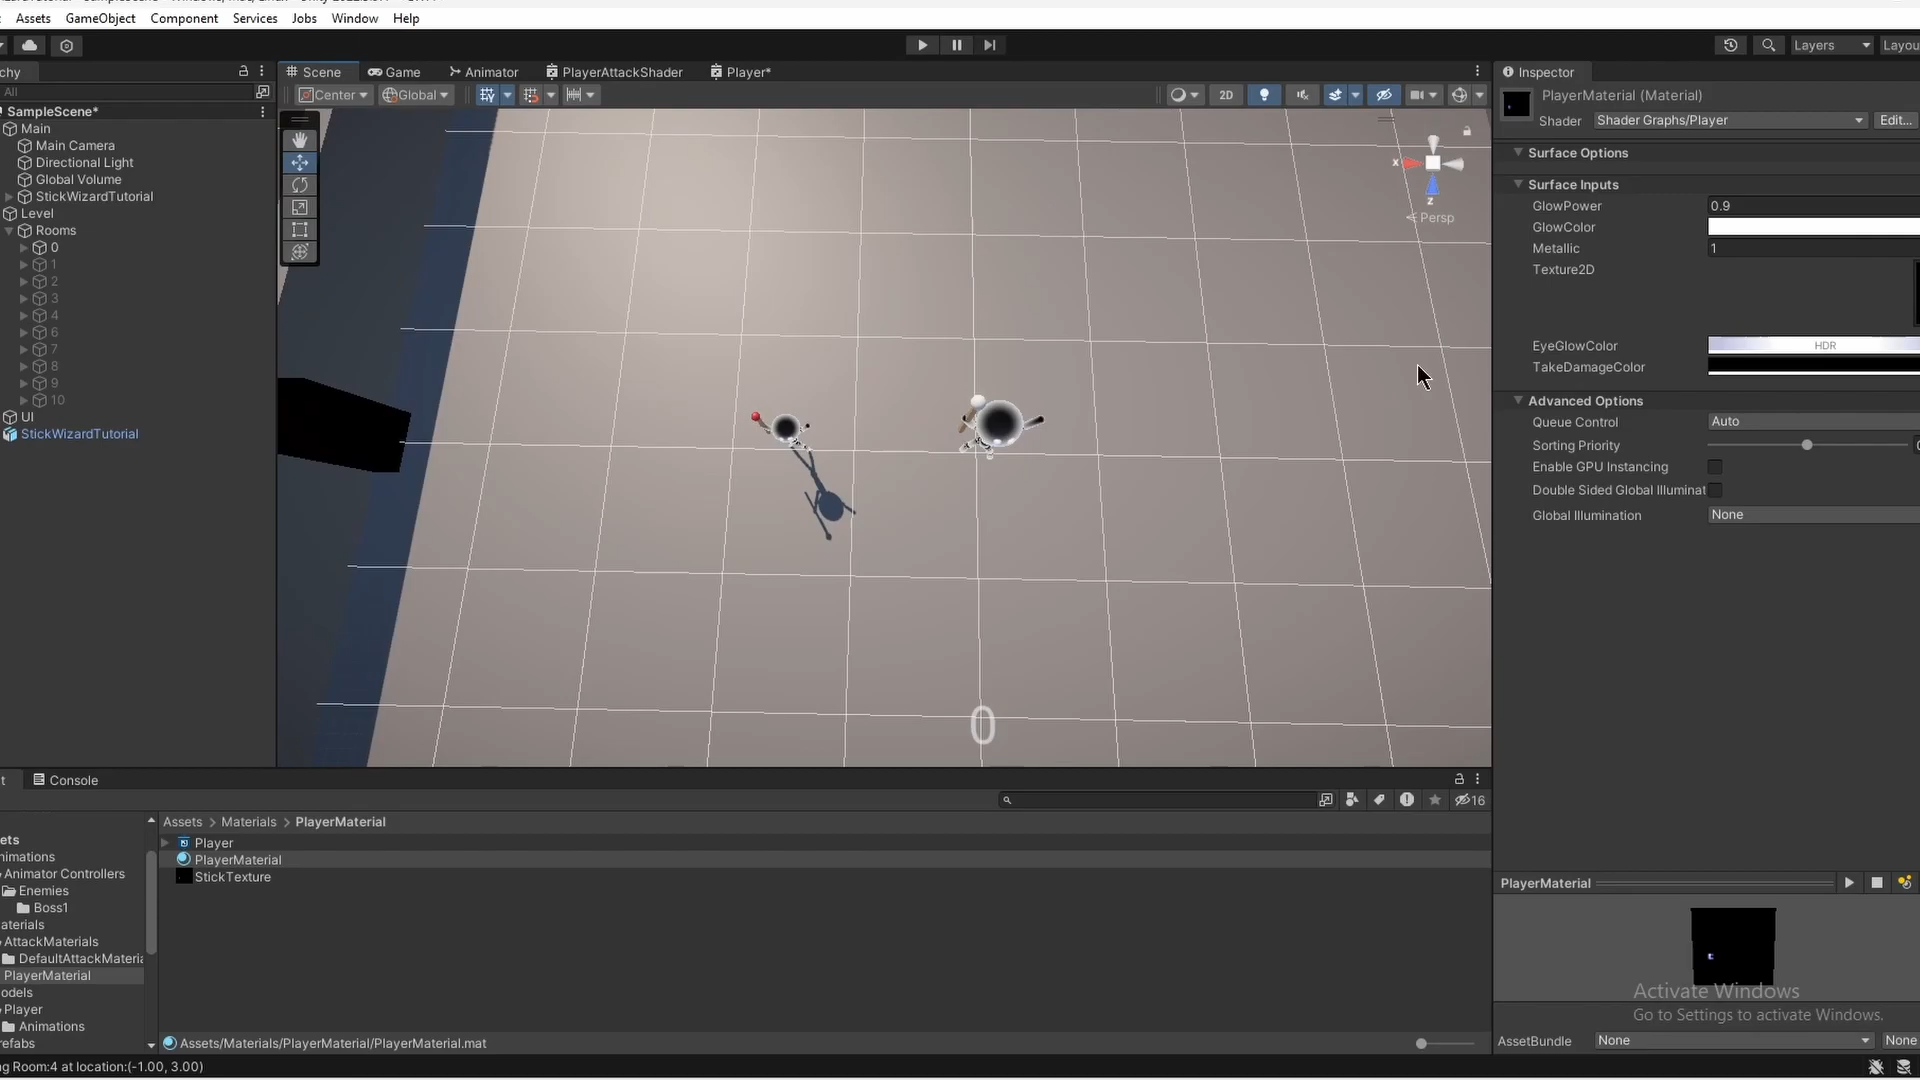 Assets GameObject Component Services Jobs Window Help
Layers Layou
chy
All
SampleScene*
Main
Main Camera
Directional Light
Global Volume
StickWizardTutorial
Level
Rooms
0
1
2
3
4
6
7
8
9
10
UI
StickWizardTutorial
Scene Game Animator PlayerAttackShader Player*
Center Global 2D
x
z
Persp
0
Inspector
PlayerMaterial (Material)
Shader Shader Graphs/Player Edit...
Surface Options
Surface Inputs
GlowPower 0.9
GlowColor
Metallic 1
Texture2D
EyeGlowColor HDR
TakeDamageColor
Advanced Options
Queue Control Auto
Sorting Priority
Enable GPU Instancing
Double Sided Global Illuminat
Global Illumination None
t Console
16
ets
nimations
Animator Controllers
Enemies
Boss1
aterials
AttackMaterials
DefaultAttackMateria
PlayerMaterial
odels
Player
Animations
refabs
Assets > Materials > PlayerMaterial
Player
PlayerMaterial
StickTexture
Assets/Materials/PlayerMaterial/PlayerMaterial.mat
PlayerMaterial
Activate Windows
Go to Settings to activate Windows.
AssetBundle None None
ng Room:4 at location:(-1.00, 3.00)